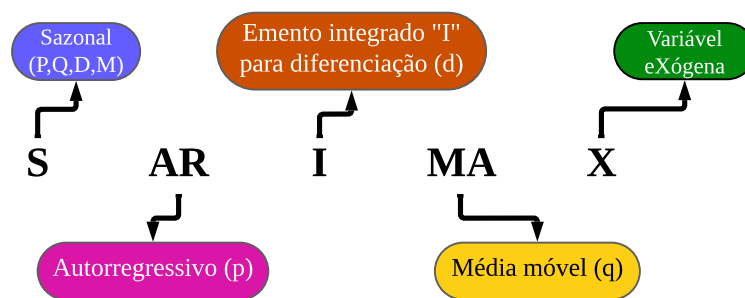 Sazonal
(P,Q,D,M)
Emento integrado "I"
para diferenciação (d)
Variável
eXógena
S AR I MA X
Autorregressivo (p)
Média móvel (q)